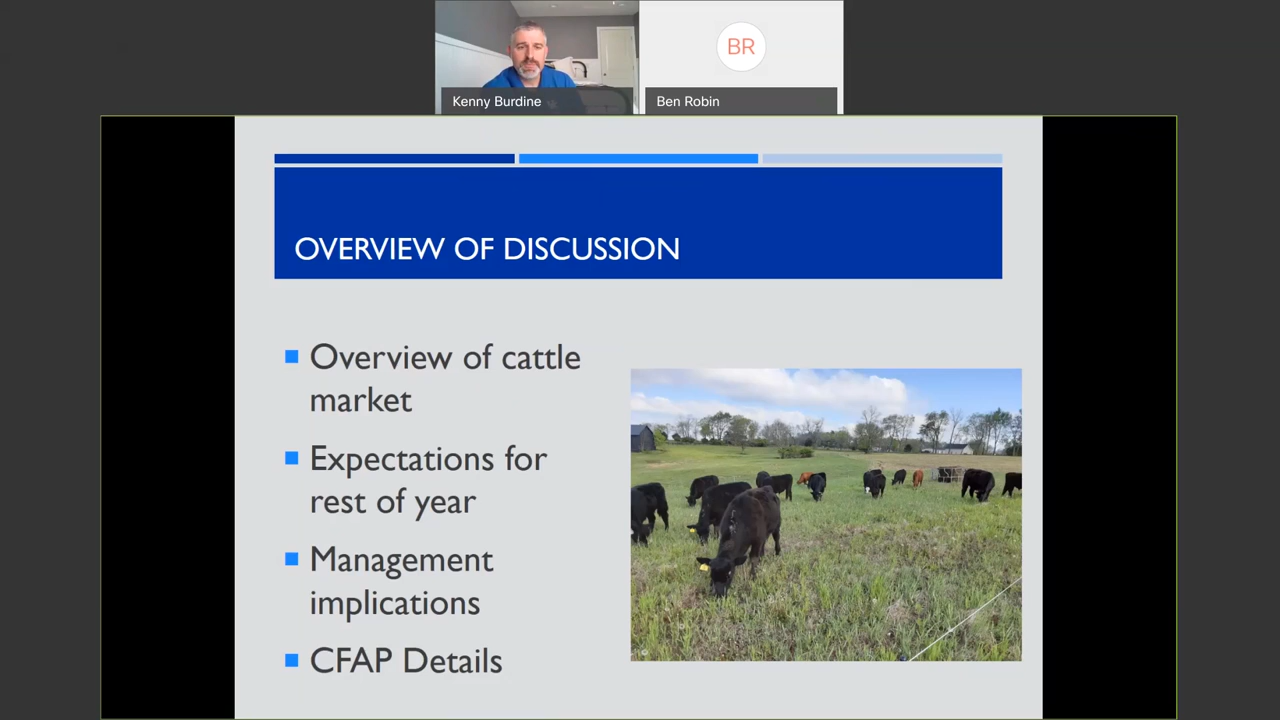 BR
Kenny Burdine
Ben Robin
OVERVIEW OF DISCUSSION
Overview of cattle
market
Expectations for
rest of year
Management
implications
CFAP Details